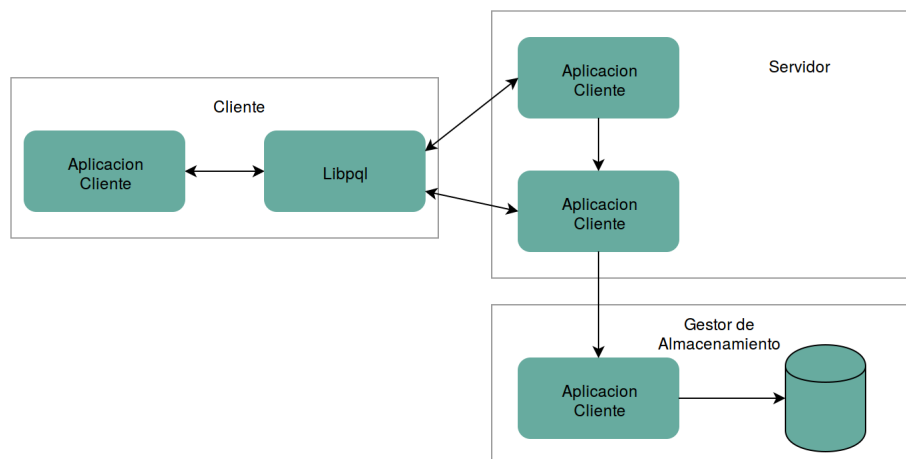 Cliente
Aplicacion
Cliente
Libpql
Servidor
Aplicacion
Cliente
Aplicacion
Cliente
Gestor de
Almacenamiento
Aplicacion
Cliente